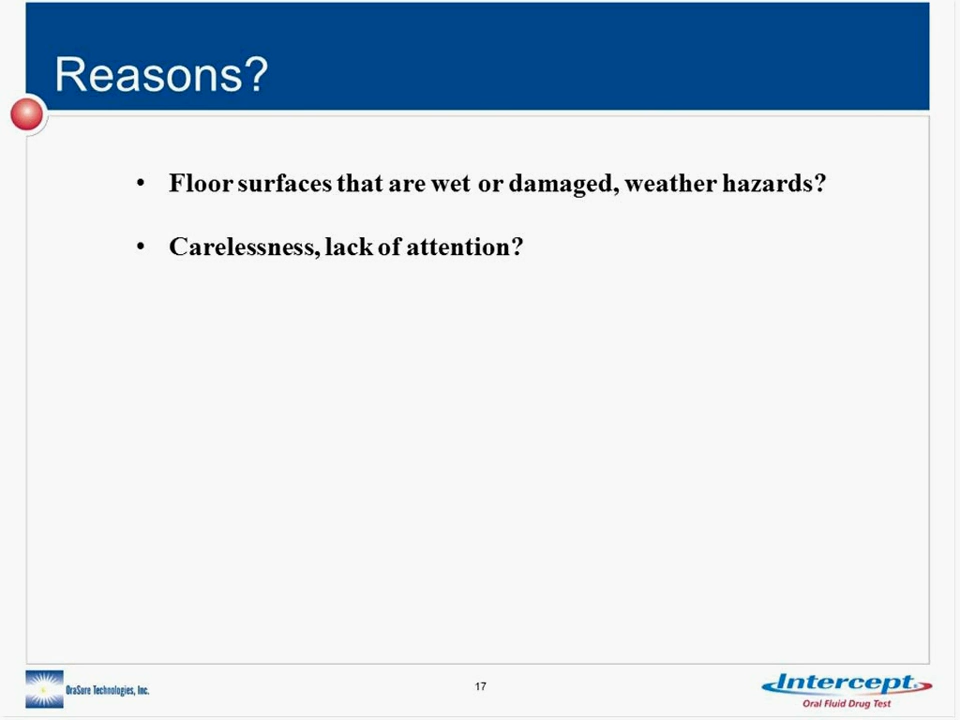 Reasons?
• Floor surfaces that are wet or damaged, weather hazards?
• Carelessness, lack of attention?
OraSure Technologies, Inc.
17
Intercept
Oral Fluid Drug Test